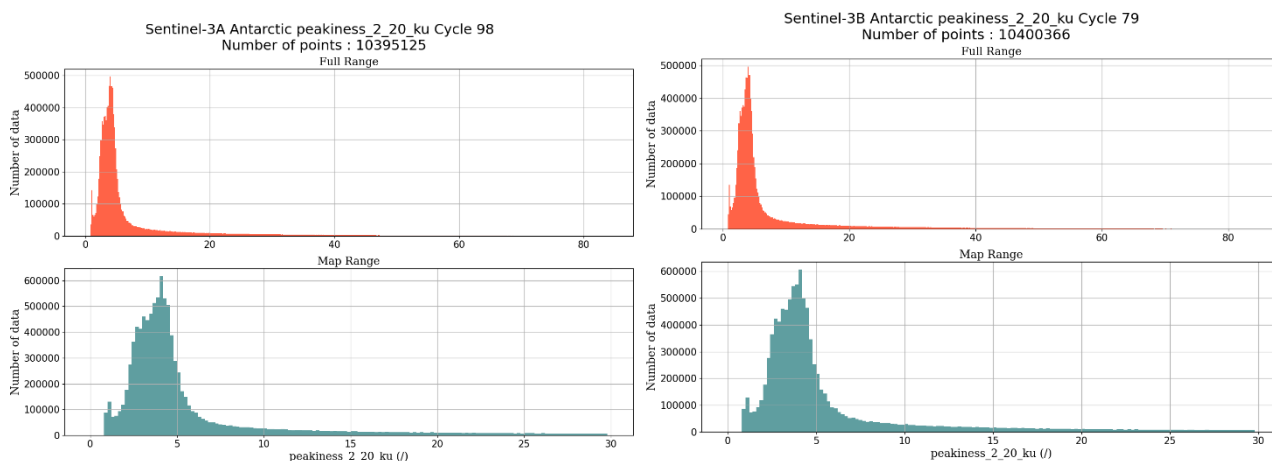 Sentinel-3A Antarctic peakiness_2_20_ku Cycle 98
Number of points : 10395125
Full Range
500000
400000
300000
200000
100000
0
Number of data
0 20 40 60 80
Map Range
600000
500000
400000
300000
200000
100000
0
Number of data
0 5 10 15 20 25 30
peakiness_2_20_ku (/)
Sentinel-3B Antarctic peakiness_2_20_ku Cycle 79
Number of points : 10400366
Full Range
500000
400000
300000
200000
100000
0
Number of data
0 20 40 60 80
Map Range
600000
500000
400000
300000
200000
100000
0
Number of data
0 5 10 15 20 25 30
peakiness_2_20_ku (/)